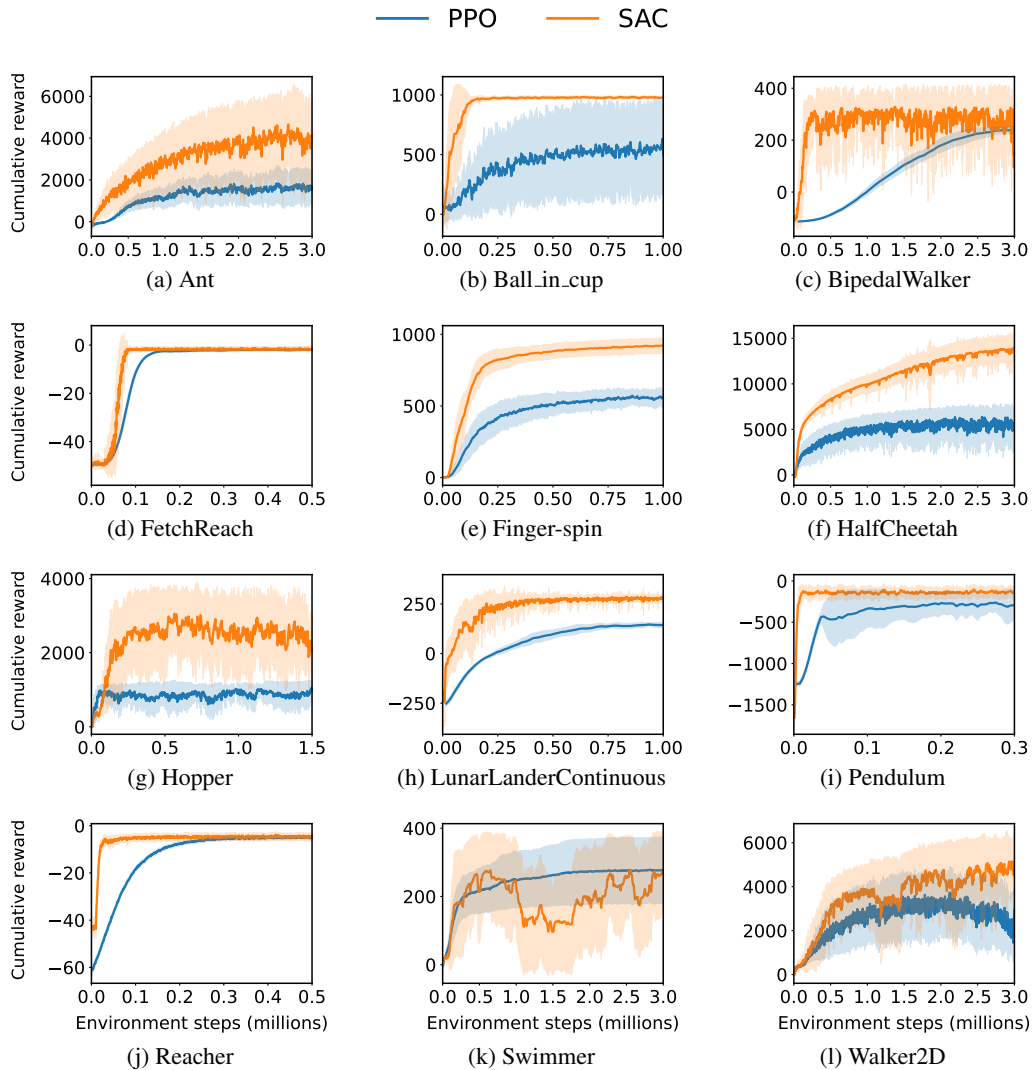 PPO SAC
Cumulative reward
6000
4000
2000
0
0.0 0.5 1.0 1.5 2.0 2.5 3.0
(a) Ant
1000
500
0
0.00 0.25 0.50 0.75 1.00
(b) Ball_in_cup
400
200
0
0.0 0.5 1.0 1.5 2.0 2.5 3.0
(c) BipedalWalker
Cumulative reward
0
−20
−40
0.0 0.1 0.2 0.3 0.4 0.5
(d) FetchReach
1000
500
0
0.00 0.25 0.50 0.75 1.00
(e) Finger-spin
15000
10000
5000
0
0.0 0.5 1.0 1.5 2.0 2.5 3.0
(f) HalfCheetah
Cumulative reward
4000
2000
0
0.0 0.5 1.0 1.5
(g) Hopper
250
0
−250
0.00 0.25 0.50 0.75 1.00
(h) LunarLanderContinuous
0
−500
−1000
−1500
0.0 0.1 0.2 0.3
(i) Pendulum
Cumulative reward
0
−20
−40
−60
0.0 0.1 0.2 0.3 0.4 0.5
Environment steps (millions)
(j) Reacher
400
200
0
0.0 0.5 1.0 1.5 2.0 2.5 3.0
Environment steps (millions)
(k) Swimmer
6000
4000
2000
0
0.0 0.5 1.0 1.5 2.0 2.5 3.0
Environment steps (millions)
(l) Walker2D